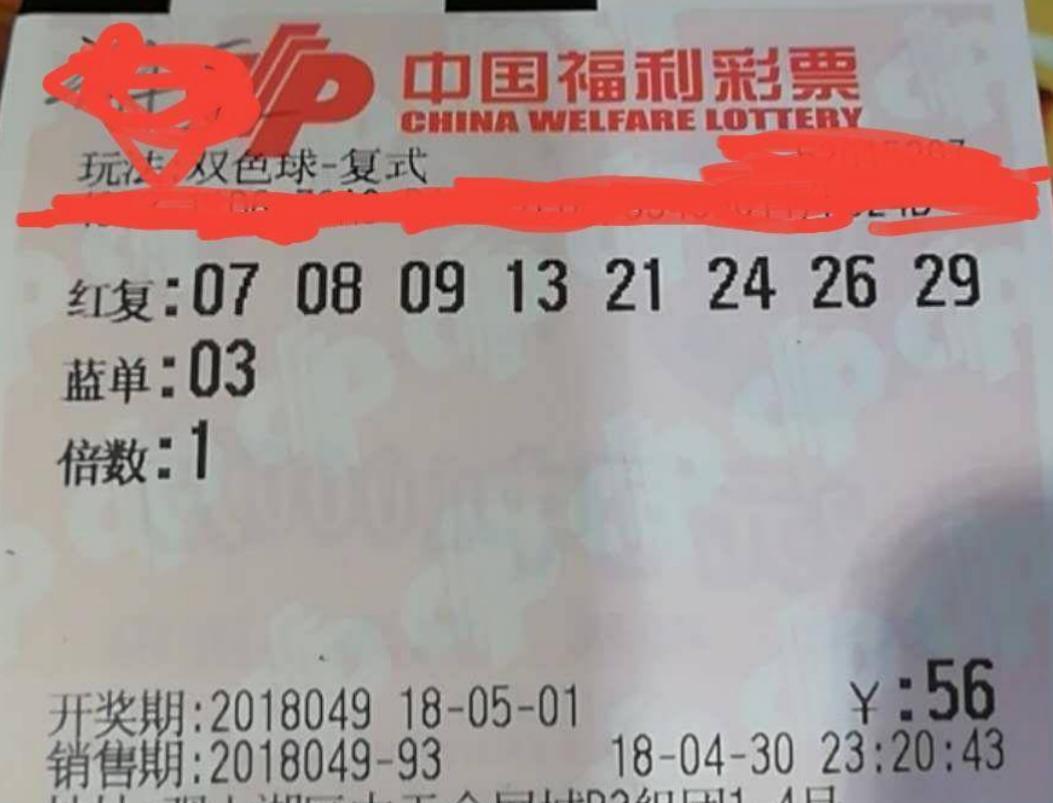 中国福利彩票
CHINA WELFARE LOTTERY
玩法:双色球-复式
红复:07 08 09 13 21 24 26 29
蓝单:03
倍数:1
开奖期:2018049 18-05-01 ¥:56
销售期:2018049-93 18-04-30 23:20:43